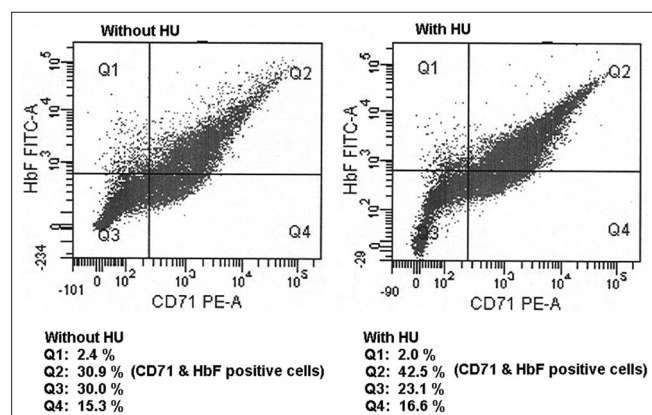 Without HU
Q1
Q2
Q3
Q4
HbF FITC-A
10^5
10^4
10^3
0
-234
-101
0
10^2
10^3
10^4
10^5
CD71 PE-A
With HU
Q1
Q2
Q3
Q4
HbF FITC-A
10^5
10^4
10^3
10^2
0
-29
-90
0
10^2
10^3
10^4
10^5
CD71 PE-A
Without HU
Q1: 2.4 %
Q2: 30.9 % (CD71 & HbF positive cells)
Q3: 30.0 %
Q4: 15.3 %
With HU
Q1: 2.0 %
Q2: 42.5 % (CD71 & HbF positive cells)
Q3: 23.1 %
Q4: 16.6 %